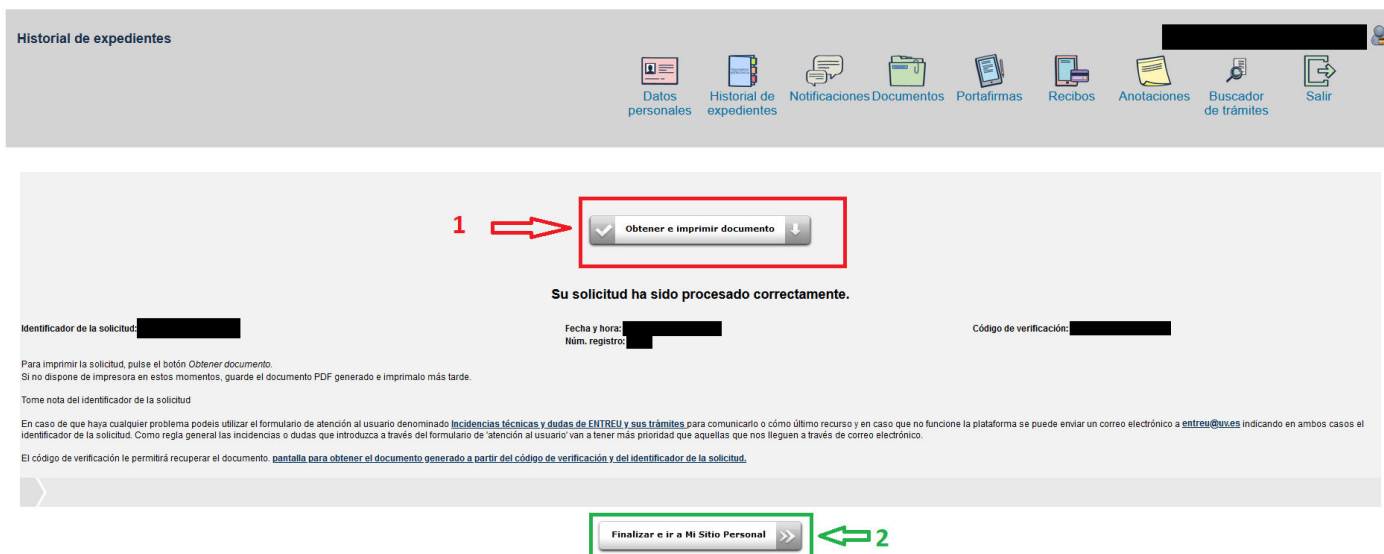 Historial de expedientes
Datos personales
Historial de expedientes
Notificaciones
Documentos
Portafirmas
Recibos
Anotaciones
Buscador de trámites
Salir
1
Obtener e imprimir documento
Su solicitud ha sido procesado correctamente.
Identificador de la solicitud:
Fecha y hora:
Núm. registro:
Código de verificación:
Para imprimir la solicitud, pulse el botón Obtener documento.
Si no dispone de impresora en estos momentos, guarde el documento PDF generado e imprimalo más tarde.
Tome nota del identificador de la solicitud
En caso de que haya cualquier problema podeis utilizar el formulario de atención al usuario denominado Incidencias técnicas y dudas de ENTREU y sus trámites para comunicarlo o cómo último recurso y en caso que no funcione la plataforma se puede enviar un correo electrónico a entreu@uv.es indicando en ambos casos el
identificador de la solicitud. Como regla general las incidencias o dudas que introduzca a través del formulario de 'atención al usuario' van a tener más prioridad que aquellas que nos lleguen a través de correo electrónico.
El código de verificación le permitirá recuperar el documento. pantalla para obtener el documento generado a partir del código de verificación y del identificador de la solicitud.
Finalizar e ir a Mi Sitio Personal
2